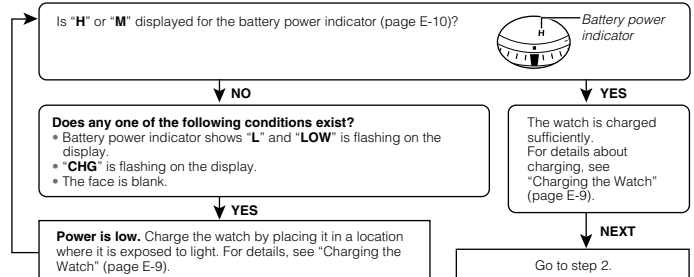 Is “H” or “M” displayed for the battery power indicator (page E-10)?
Battery power
indicator
H
NO
YES
Does any one of the following conditions exist?
• Battery power indicator shows “L” and “LOW” is flashing on the
display.
• “CHG” is flashing on the display.
• The face is blank.
The watch is charged
sufficiently.
For details about
charging, see
“Charging the Watch”
(page E-9).
YES
NEXT
Power is low. Charge the watch by placing it in a location
where it is exposed to light. For details, see “Charging the
Watch” (page E-9).
Go to step 2.